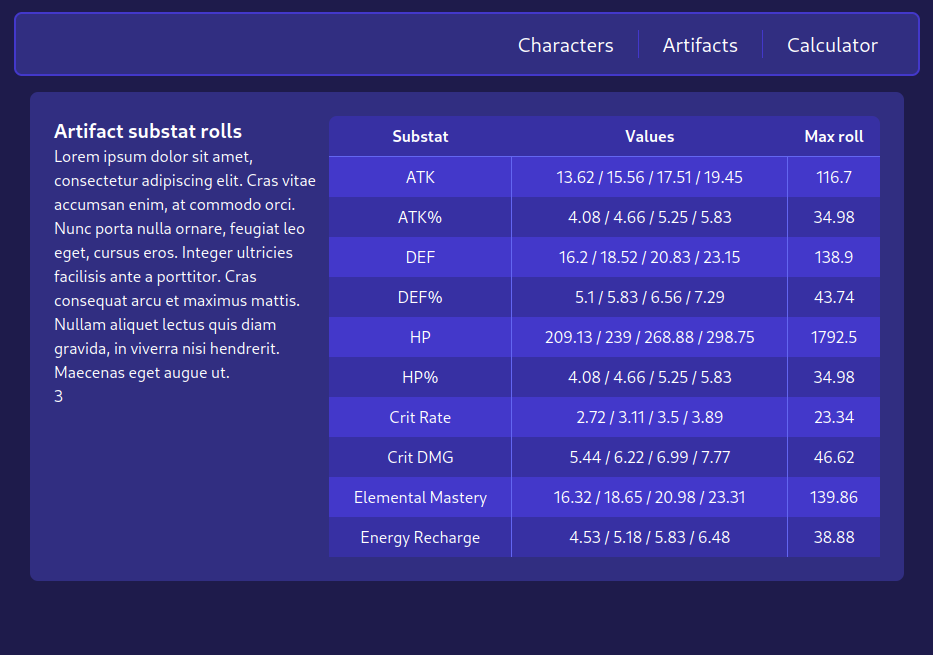 Characters
Artifacts
Calculator
Artifact substat rolls
Lorem ipsum dolor sit amet,
consectetur adipiscing elit. Cras vitae
accumsan enim, at commodo orci.
Nunc porta nulla ornare, feugiat leo
eget, cursus eros. Integer ultricies
facilisis ante a porttitor. Cras
consequat arcu et maximus mattis.
Nullam aliquet lectus quis diam
gravida, in viverra nisi hendrerit.
Maecenas eget augue ut.
3
Substat Values Max roll
ATK 13.62 / 15.56 / 17.51 / 19.45 116.7
ATK% 4.08 / 4.66 / 5.25 / 5.83 34.98
DEF 16.2 / 18.52 / 20.83 / 23.15 138.9
DEF% 5.1 / 5.83 / 6.56 / 7.29 43.74
HP 209.13 / 239 / 268.88 / 298.75 1792.5
HP% 4.08 / 4.66 / 5.25 / 5.83 34.98
Crit Rate 2.72 / 3.11 / 3.5 / 3.89 23.34
Crit DMG 5.44 / 6.22 / 6.99 / 7.77 46.62
Elemental Mastery 16.32 / 18.65 / 20.98 / 23.31 139.86
Energy Recharge 4.53 / 5.18 / 5.83 / 6.48 38.88